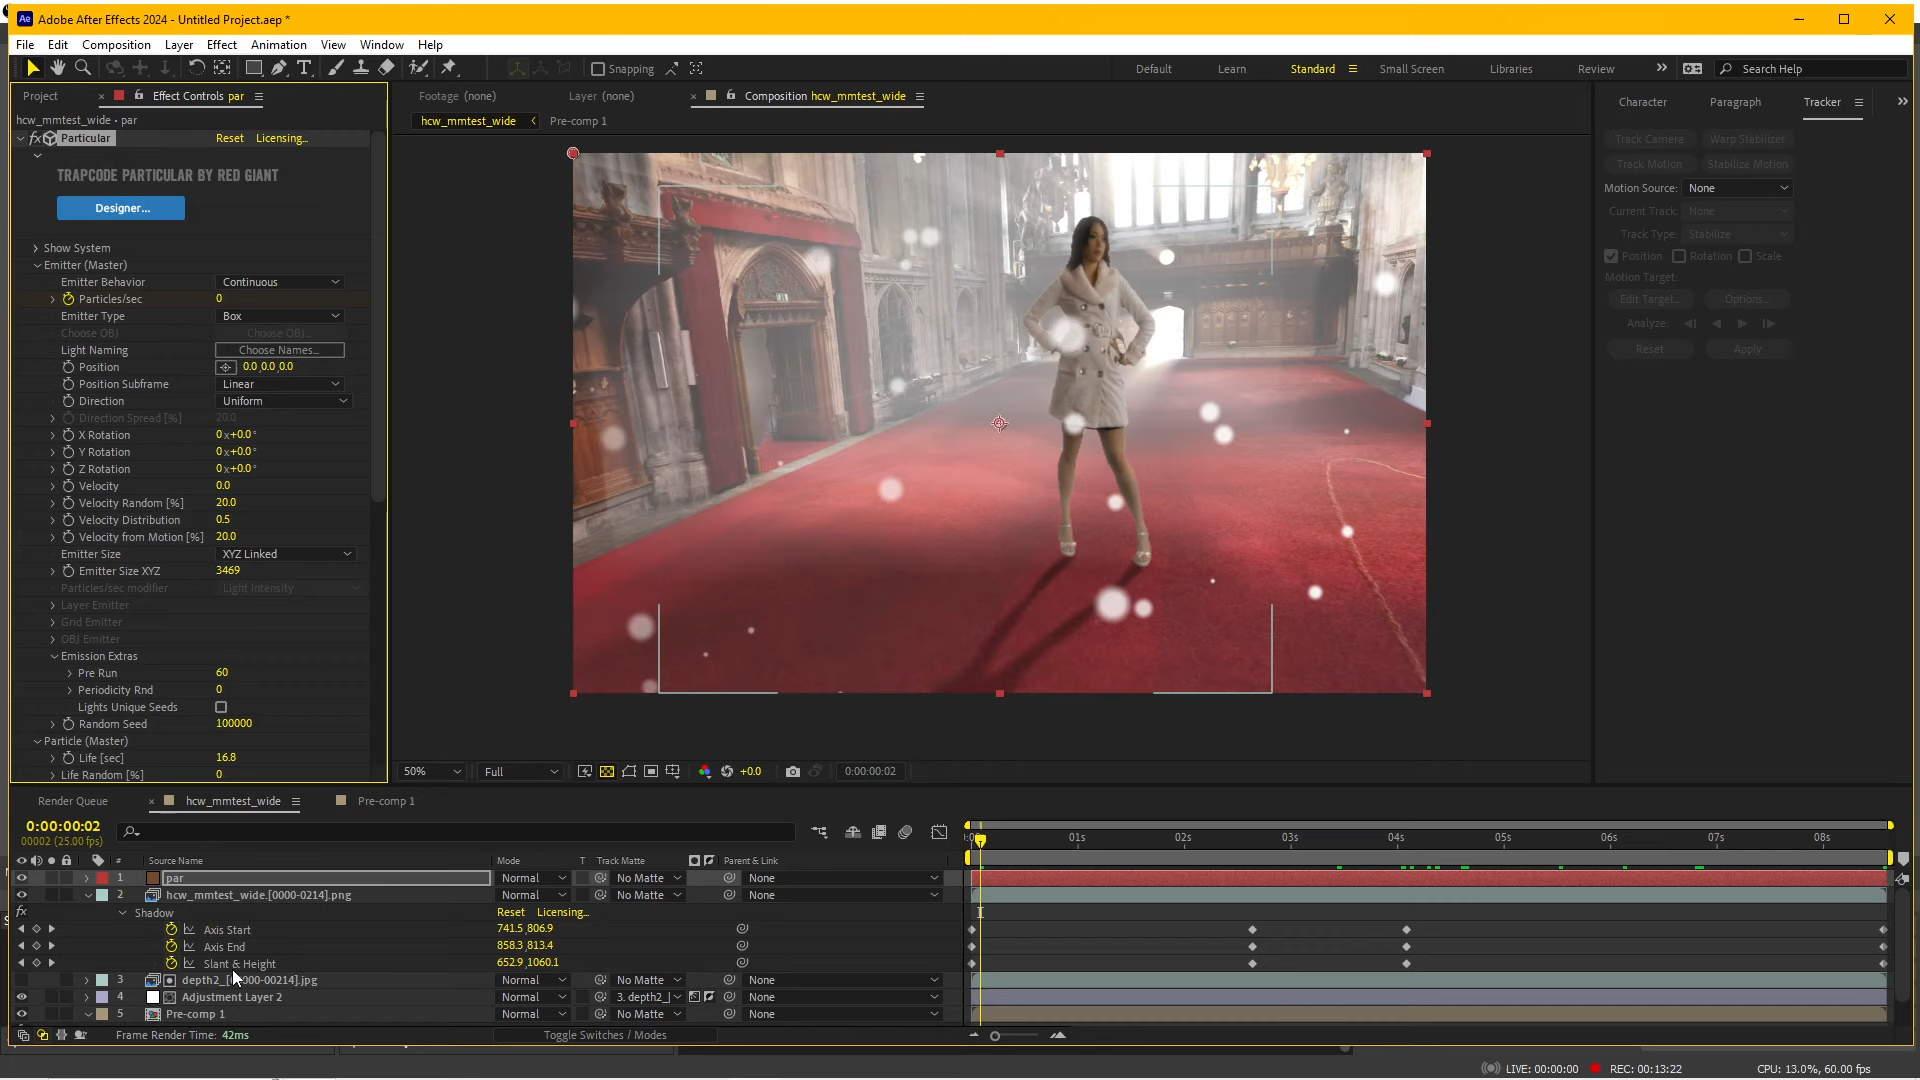 Adobe After Effects 2024 - Untitled Project.aep *
File Edit Composition Layer Effect Animation View Window Help
Snapping Default Learn Standard Small Screen Libraries Review Search Help
Project Effect Controls par
hcw_mmtest_wide • par
fx Particular Reset Licensing...
TRAPCODE PARTICULAR BY RED GIANT
Designer...
Show System
Emitter (Master)
Emitter Behavior Continuous
Particles/sec 0
Emitter Type Box
Choose OBJ Choose OBJ...
Light Naming Choose Names...
Position 0.0,0.0,0.0
Position Subframe Linear
Direction Uniform
Direction Spread [%] 20.0
X Rotation 0x+0.0°
Y Rotation 0x+0.0°
Z Rotation 0x+0.0°
Velocity 0.0
Velocity Random [%] 20.0
Velocity Distribution 0.5
Velocity from Motion [%] 20.0
Emitter Size XYZ Linked
Emitter Size XYZ 3469
Particles/sec modifier Light Intensity
Layer Emitter
Grid Emitter
OBJ Emitter
Emission Extras
Pre Run 60
Periodicity Rnd 0
Lights Unique Seeds
Random Seed 100000
Particle (Master)
Life [sec] 16.8
Life Random [%] 0
Footage (none) Layer (none) Composition hcw_mmtest_wide
hcw_mmtest_wide Pre-comp 1
50% Full +0.0 0:00:00:02
Character Paragraph Tracker
Track Camera Warp Stabilizer
Track Motion Stabilize Motion
Motion Source: None
Current Track: None
Track Type: Stabilize
Position Rotation Scale
Motion Target:
Edit Target... Options...
Analyze:
Reset Apply
Render Queue hcw_mmtest_wide Pre-comp 1
0:00:00:02
00002 (25.00 fps)
01s 02s 03s 04s 05s 06s 07s 08s
# Source Name Mode T Track Matte Parent & Link
1 par Normal No Matte None
2 hcw_mmtest_wide.[0000-0214].png Normal No Matte None
fx Shadow Reset Licensing...
Axis Start 741.5,806.9
Axis End 858.3,813.4
Slant & Height 652.9,1060.1
3 depth2_[0000-00214].jpg Normal No Matte None
4 Adjustment Layer 2 Normal 3. depth2_ None
5 Pre-comp 1 Normal No Matte None
Frame Render Time: 42ms Toggle Switches / Modes
LIVE: 00:00:00 REC: 00:13:22 CPU: 13.0%, 60.00 fps